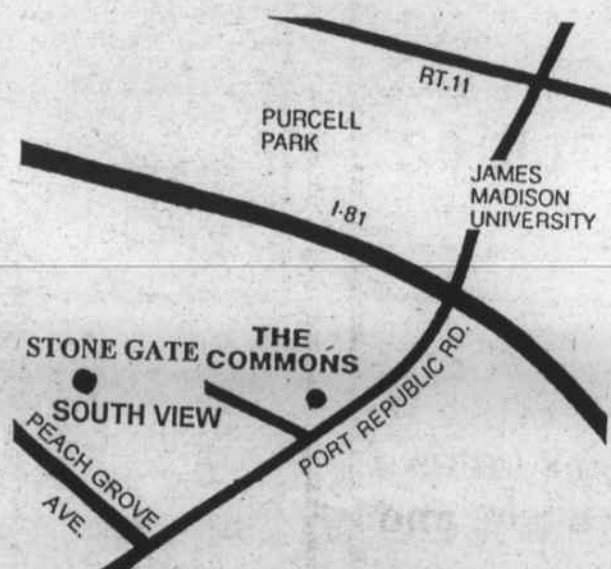 RT.11
PURCELL
PARK
JAMES
MADISON
UNIVERSITY
I-81
THE
COMMONS
STONE GATE
SOUTH VIEW
PORT REPUBLIC RD.
PEACH GROVE
AVE.